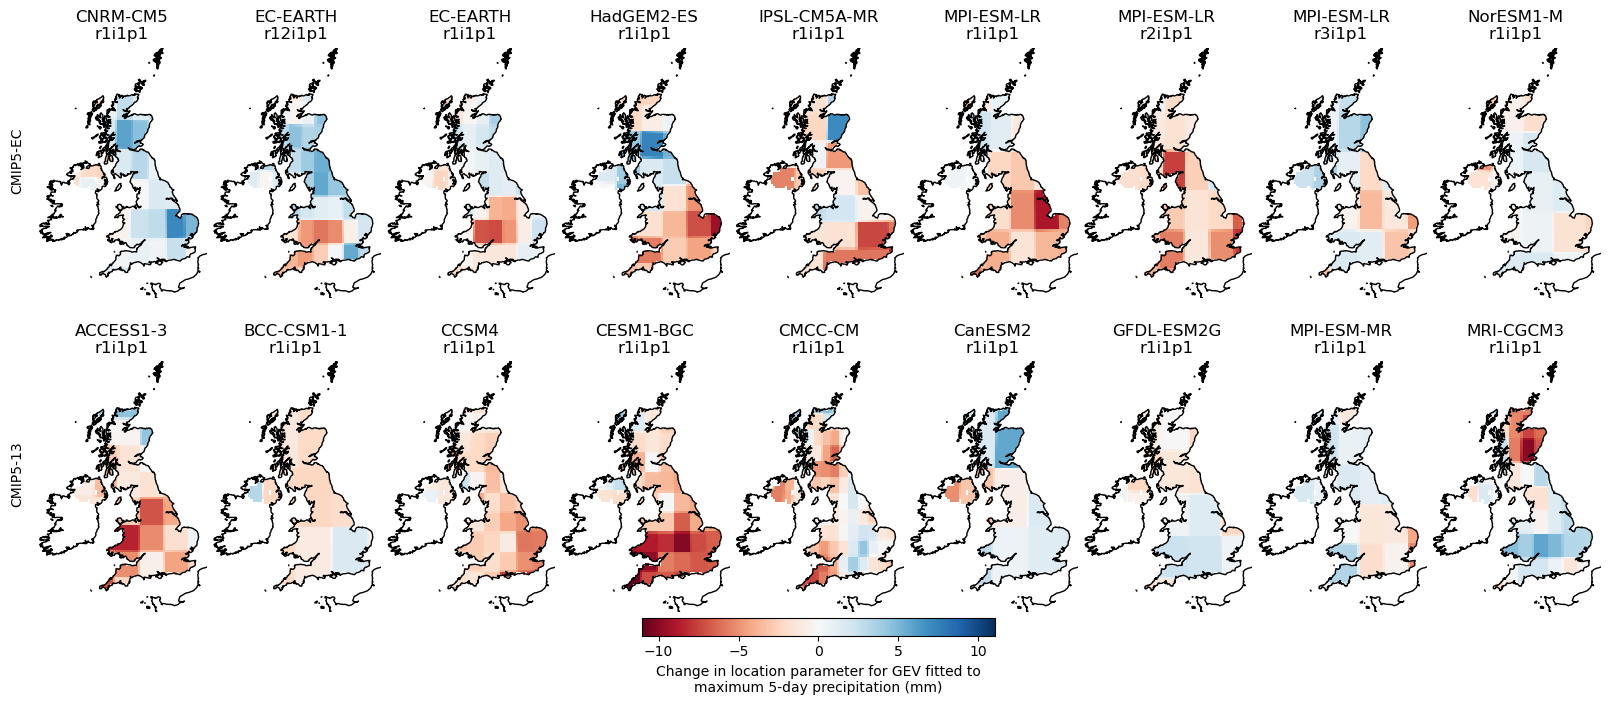 CNRM-CM5 EC-EARTH EC-EARTH HadGEM2-ES IPSL-CM5A-MR MPI-ESM-LR MPI-ESM-LR MPI-ESM-LR NorESM1-M
r1i1p1 r12i1p1 r1i1p1 r1i1p1 r1i1p1 r1i1p1 r2i1p1 r3i1p1 r1i1p1
CMIP5-EC
ACCESS1-3 BCC-CSM1-1 CCSM4 CESM1-BGC CMCC-CM CanESM2 GFDL-ESM2G MPI-ESM-MR MRI-CGCM3
r1i1p1 r1i1p1 r1i1p1 r1i1p1 r1i1p1 r1i1p1 r1i1p1 r1i1p1 r1i1p1
CMIP5-13
−10 −5 0 5 10
Change in location parameter for GEV fitted to
maximum 5-day precipitation (mm)